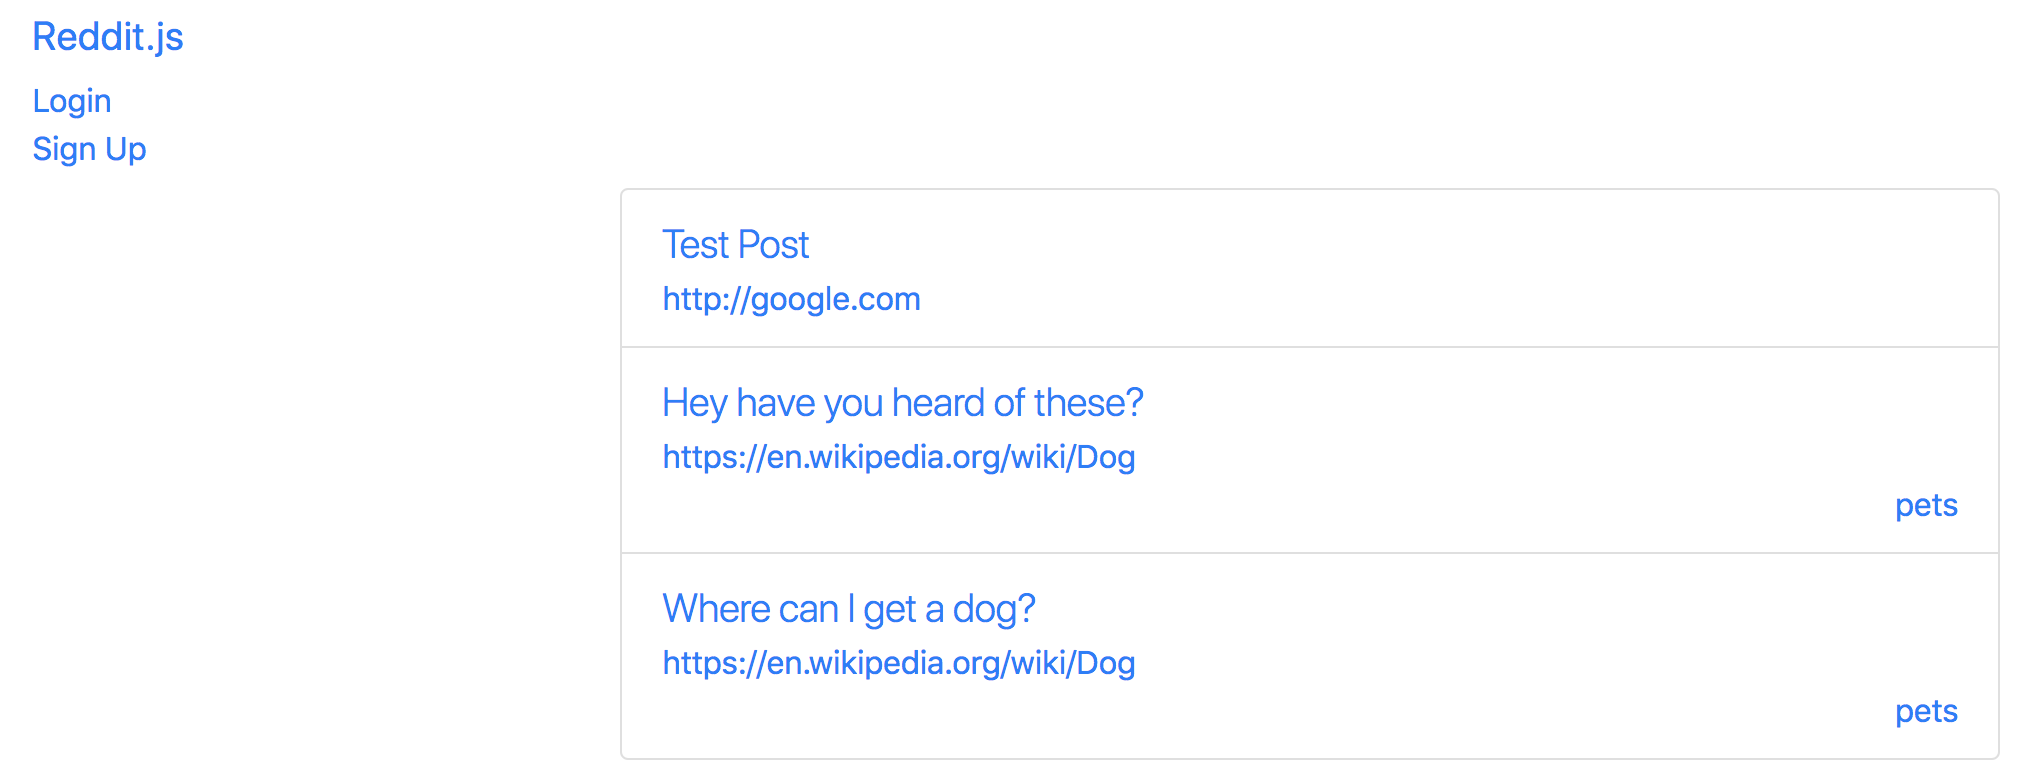 Reddit.js
Login
Sign Up
Test Post
http://google.com
Hey have you heard of these?
https://en.wikipedia.org/wiki/Dog
pets
Where can I get a dog?
https://en.wikipedia.org/wiki/Dog
pets